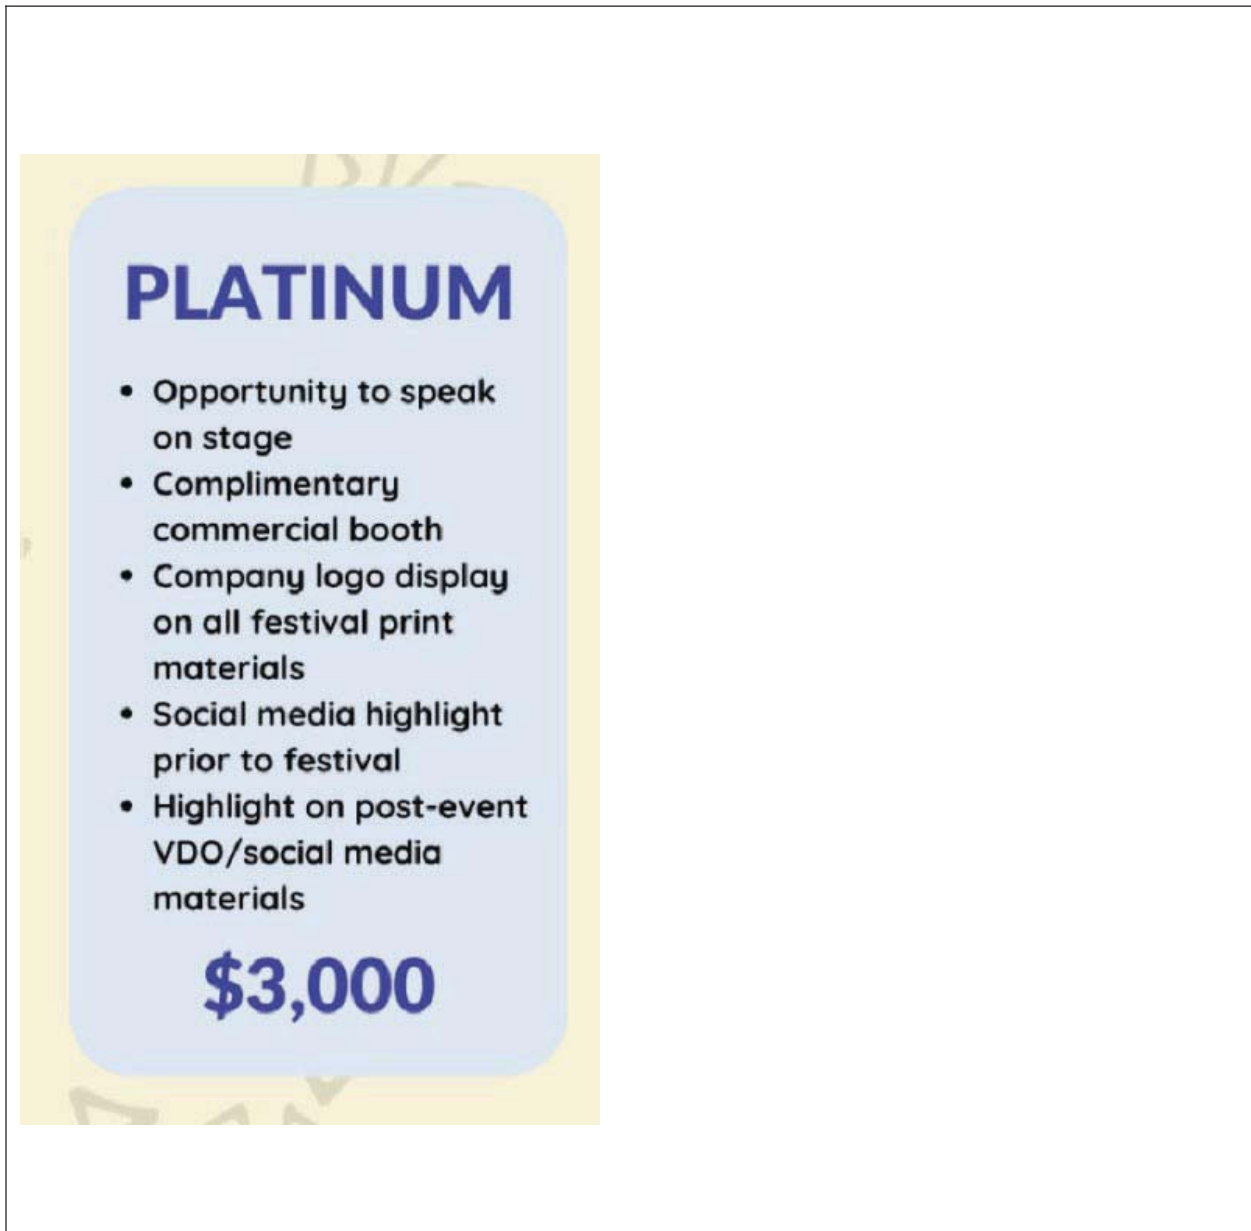 PLATINUM
• Opportunity to speak
on stage
• Complimentary
commercial booth
• Company logo display
on all festival print
materials
• Social media highlight
prior to festival
• Highlight on post-event
VDO/social media
materials
$3,000